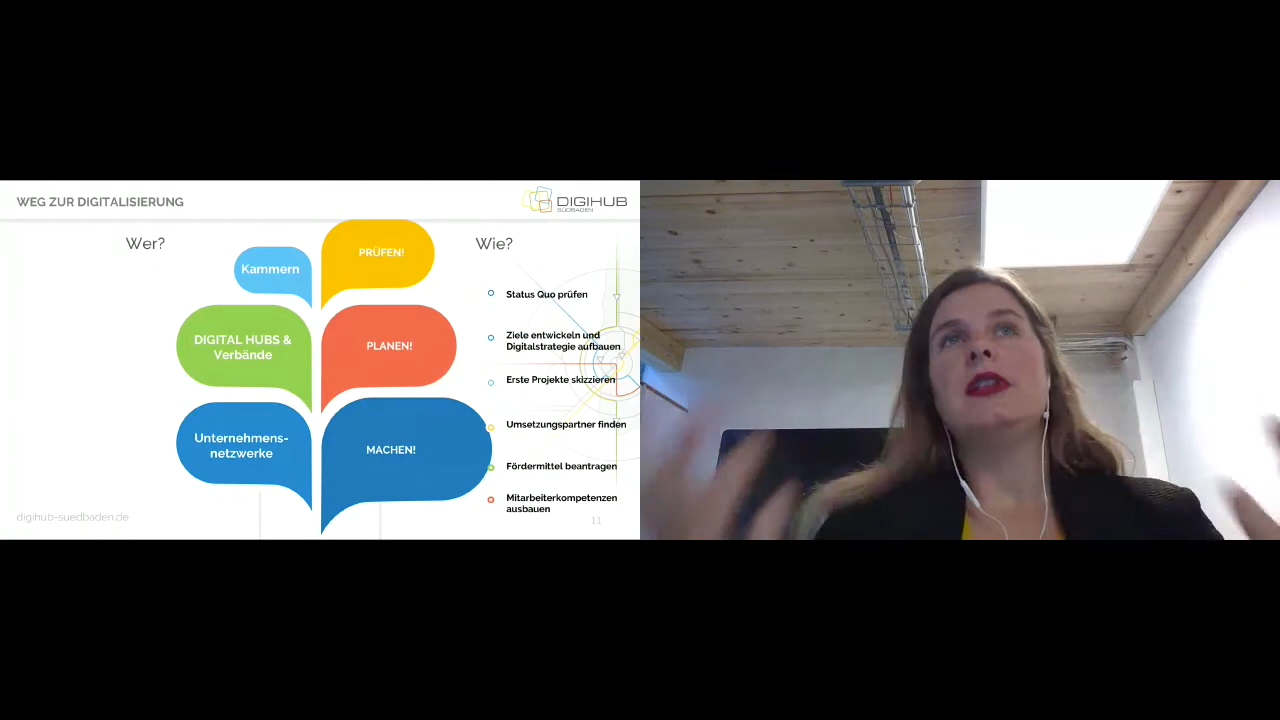 WEG ZUR DIGITALISIERUNG
DIGIHUB
SÜDBADEN
Wer?
Wie?
Kammern
PRÜFEN!
DIGITAL HUBS &
Verbände
PLANEN!
Unternehmens-
netzwerke
MACHEN!
Status Quo prüfen
Ziele entwickeln und
Digitalstrategie aufbauen
Erste Projekte skizzieren
Umsetzungspartner finden
Fördermittel beantragen
Mitarbeiterkompetenzen
ausbauen
digihub-suedbaden.de
11